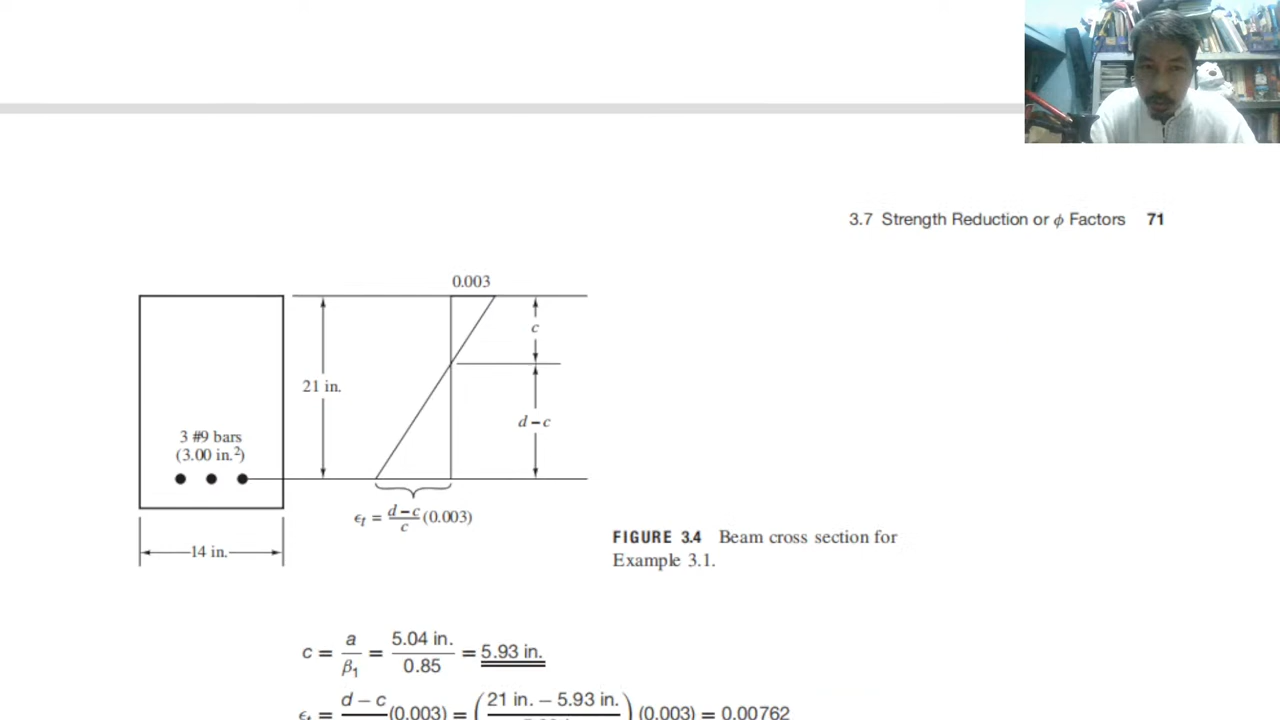 3.7 Strength Reduction or ϕ Factors 71
0.003
c
21 in.
d – c
3 #9 bars
(3.00 in.²)
ϵt = d – c / c (0.003)
14 in.
FIGURE 3.4 Beam cross section for
Example 3.1.
c = a / β1 = 5.04 in. / 0.85 = 5.93 in.
ϵt = d – c (0.003) = (21 in. – 5.93 in.) (0.003) = 0.00762